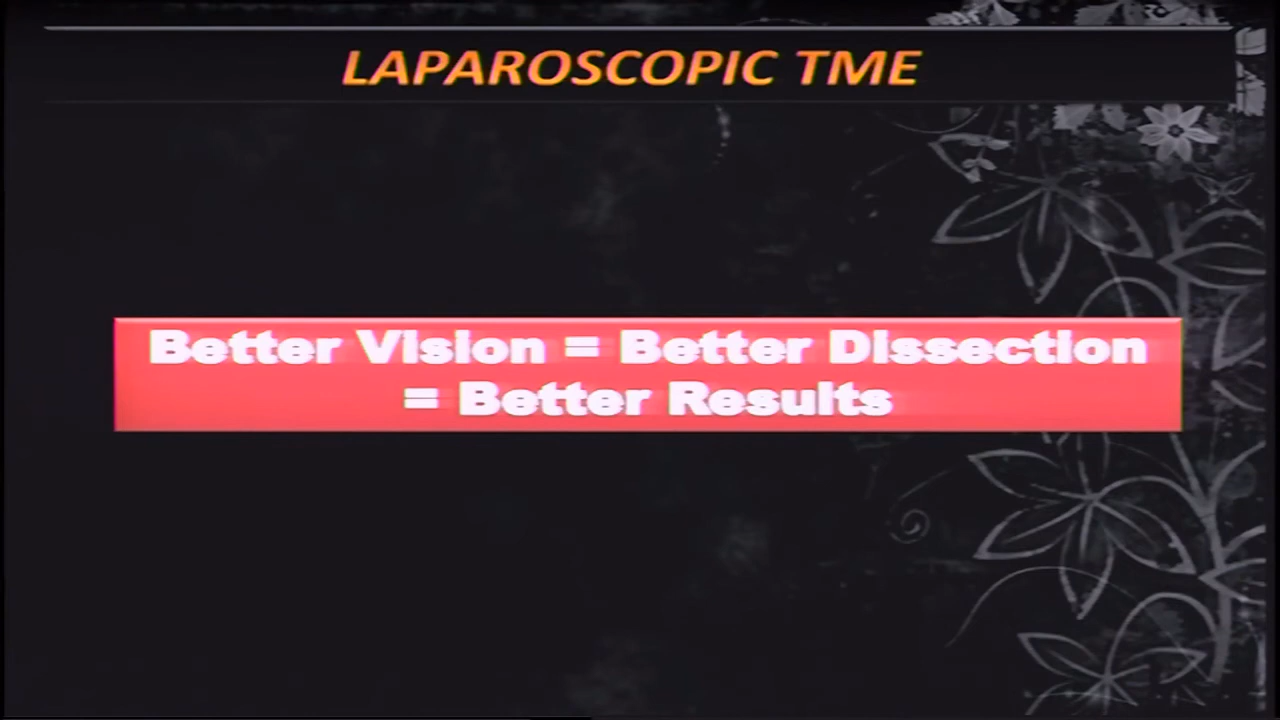 LAPAROSCOPIC TME
Better Vision = Better Dissection
= Better Results